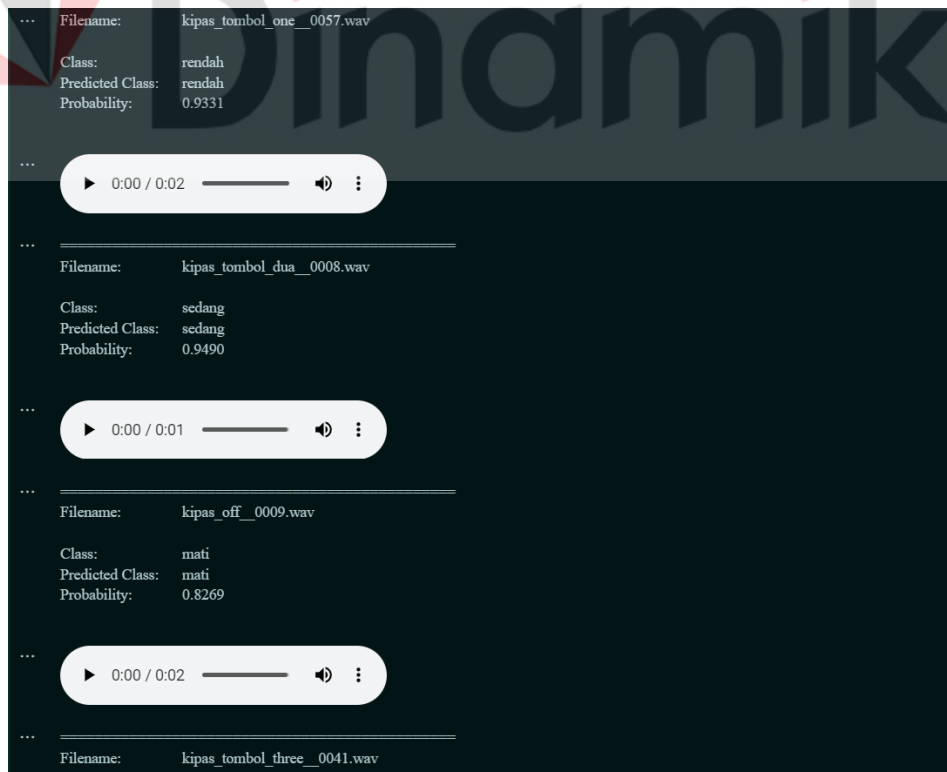 Dinamik
... Filename: kipas_tombol_one__0057.wav
Class: rendah
Predicted Class: rendah
Probability: 0.9331
...
0:00 / 0:02
... ==============================================
Filename: kipas_tombol_dua__0008.wav
Class: sedang
Predicted Class: sedang
Probability: 0.9490
...
0:00 / 0:01
... ==============================================
Filename: kipas_off__0009.wav
Class: mati
Predicted Class: mati
Probability: 0.8269
...
0:00 / 0:02
... ==============================================
Filename: kipas_tombol_three__0041.wav